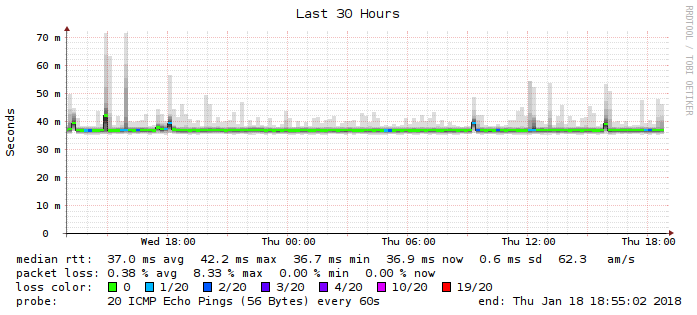 Last 30 Hours
RRDTOOL / TOBI OETIKER
Seconds
70 m
60 m
50 m
40 m
30 m
20 m
10 m
0
Wed 18:00 Thu 00:00 Thu 06:00 Thu 12:00 Thu 18:00
median rtt: 37.0 ms avg 42.2 ms max 36.7 ms min 36.9 ms now 0.6 ms sd 62.3 am/s
packet loss: 0.38 % avg 8.33 % max 0.00 % min 0.00 % now
loss color: 0 1/20 2/20 3/20 4/20 10/20 19/20
probe: 20 ICMP Echo Pings (56 Bytes) every 60s end: Thu Jan 18 18:55:02 2018